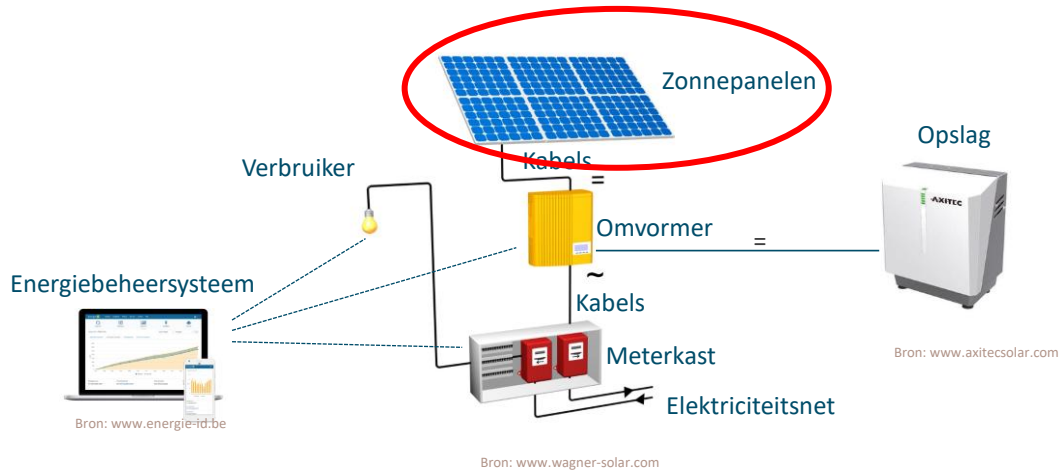 Zonnepanelen
Kabels
=
Opslag
Verbruiker
AXITEC
Omvormer
=
~
Energiebeheersysteem
Kabels
Meterkast
Bron: www.axitecsolar.com
Elektriciteitsnet
Bron: www.energie-id.be
Bron: www.wagner-solar.com